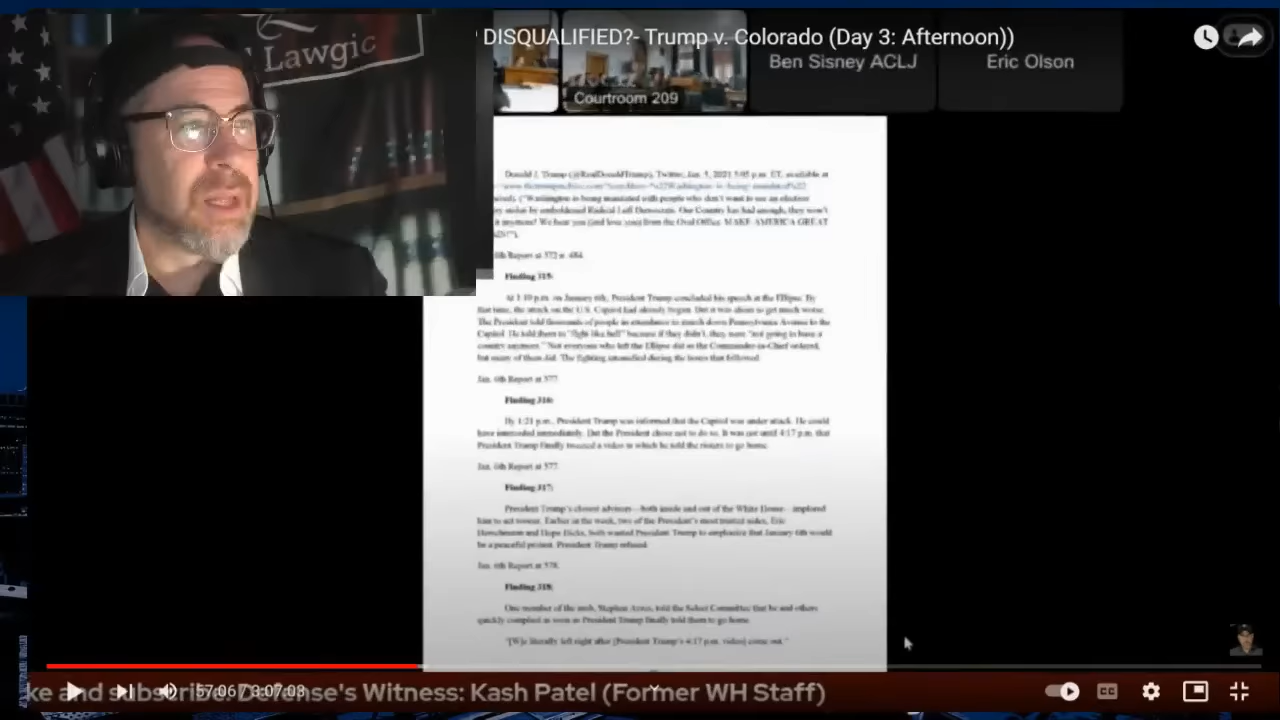 Lawgic
DISQUALIFIED?- Trump v. Colorado (Day 3: Afternoon))
Courtroom 209
Ben Sisney ACLJ
Eric Olson
Donald J. Trump (@RealDonaldTrump), Twitter, Jan. 5, 2021 5:05 p.m. ET, available at
("Washington is being inundated with people who don't want to see an election
stolen by emboldened Radical Left Democrats. Our Country has had enough, they won't
it anymore! We hear you (and love you) from the Oval Office. MAKE AMERICA GREAT
Report at 572 n. 484.
Finding 315:
At 1:10 p.m. on January 6th, President Trump concluded his speech at the Ellipse. By
that time, the attack on the U.S. Capitol had already begun. But it was about to get much worse.
The President told thousands of people in attendance to march down Pennsylvania Avenue to the
Capitol. He told them to "fight like hell" because if they didn't, they were "not going to have a
country anymore." Not everyone who left the Ellipse did as the Commander-in-Chief ordered,
but many of them did. The fighting intensified during the hours that followed.
Jan. 6th Report at 577.
Finding 316:
By 1:21 p.m., President Trump was informed that the Capitol was under attack. He could
have interceded immediately. But the President chose not to do so. It was not until 4:17 p.m. that
President Trump finally tweeted a video in which he told the rioters to go home.
Jan. 6th Report at 577.
Finding 317:
President Trump's closest advisors—both inside and out of the White House—implored
him to act sooner. Earlier in the week, two of the President's most trusted aides, Eric
Herschmann and Hope Hicks, both wanted President Trump to emphasize that January 6th would
be a peaceful protest. President Trump refused.
Jan. 6th Report at 578.
Finding 318:
One member of the mob, Stephen Ayres, told the Select Committee that he and others
quickly complied as soon as President Trump finally told them to go home.
"[W]e literally left right after [President Trump's 4:17 p.m. video] come out."
57:06 / 3:07:03
ke and subscribe. Defense's Witness: Kash Patel (Former WH Staff)
CC